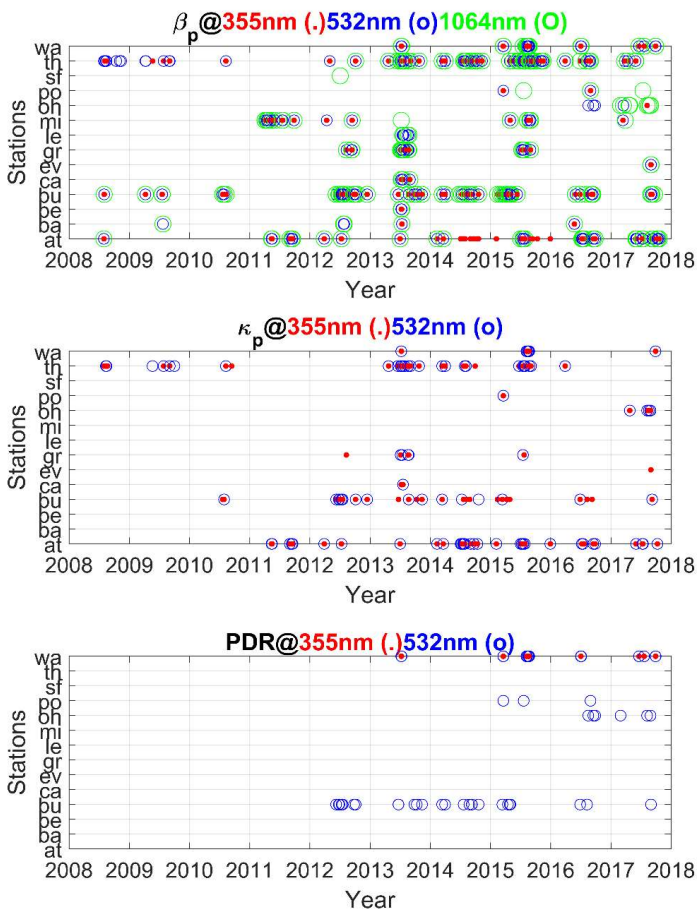 βp@355nm (.)532nm (o)1064nm (O)
Stations
wa
th
sf
po
oh
mi
le
gr
ev
ca
bu
be
ba
at
2008 2009 2010 2011 2012 2013 2014 2015 2016 2017 2018
Year
κp@355nm (.)532nm (o)
Stations
wa
th
sf
po
oh
mi
le
gr
ev
ca
bu
be
ba
at
2008 2009 2010 2011 2012 2013 2014 2015 2016 2017 2018
Year
PDR@355nm (.)532nm (o)
Stations
wa
th
sf
po
oh
mi
le
gr
ev
ca
bu
be
ba
at
2008 2009 2010 2011 2012 2013 2014 2015 2016 2017 2018
Year